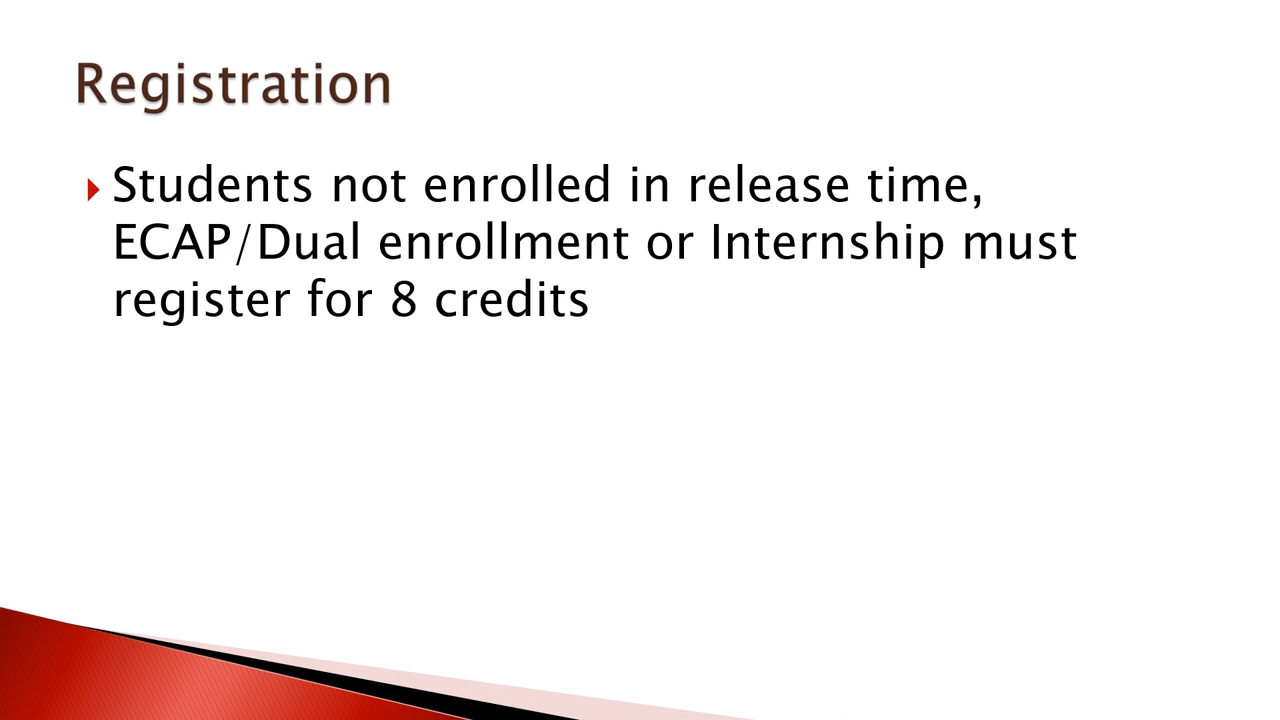 Registration
Students not enrolled in release time,
ECAP/Dual enrollment or Internship must
register for 8 credits